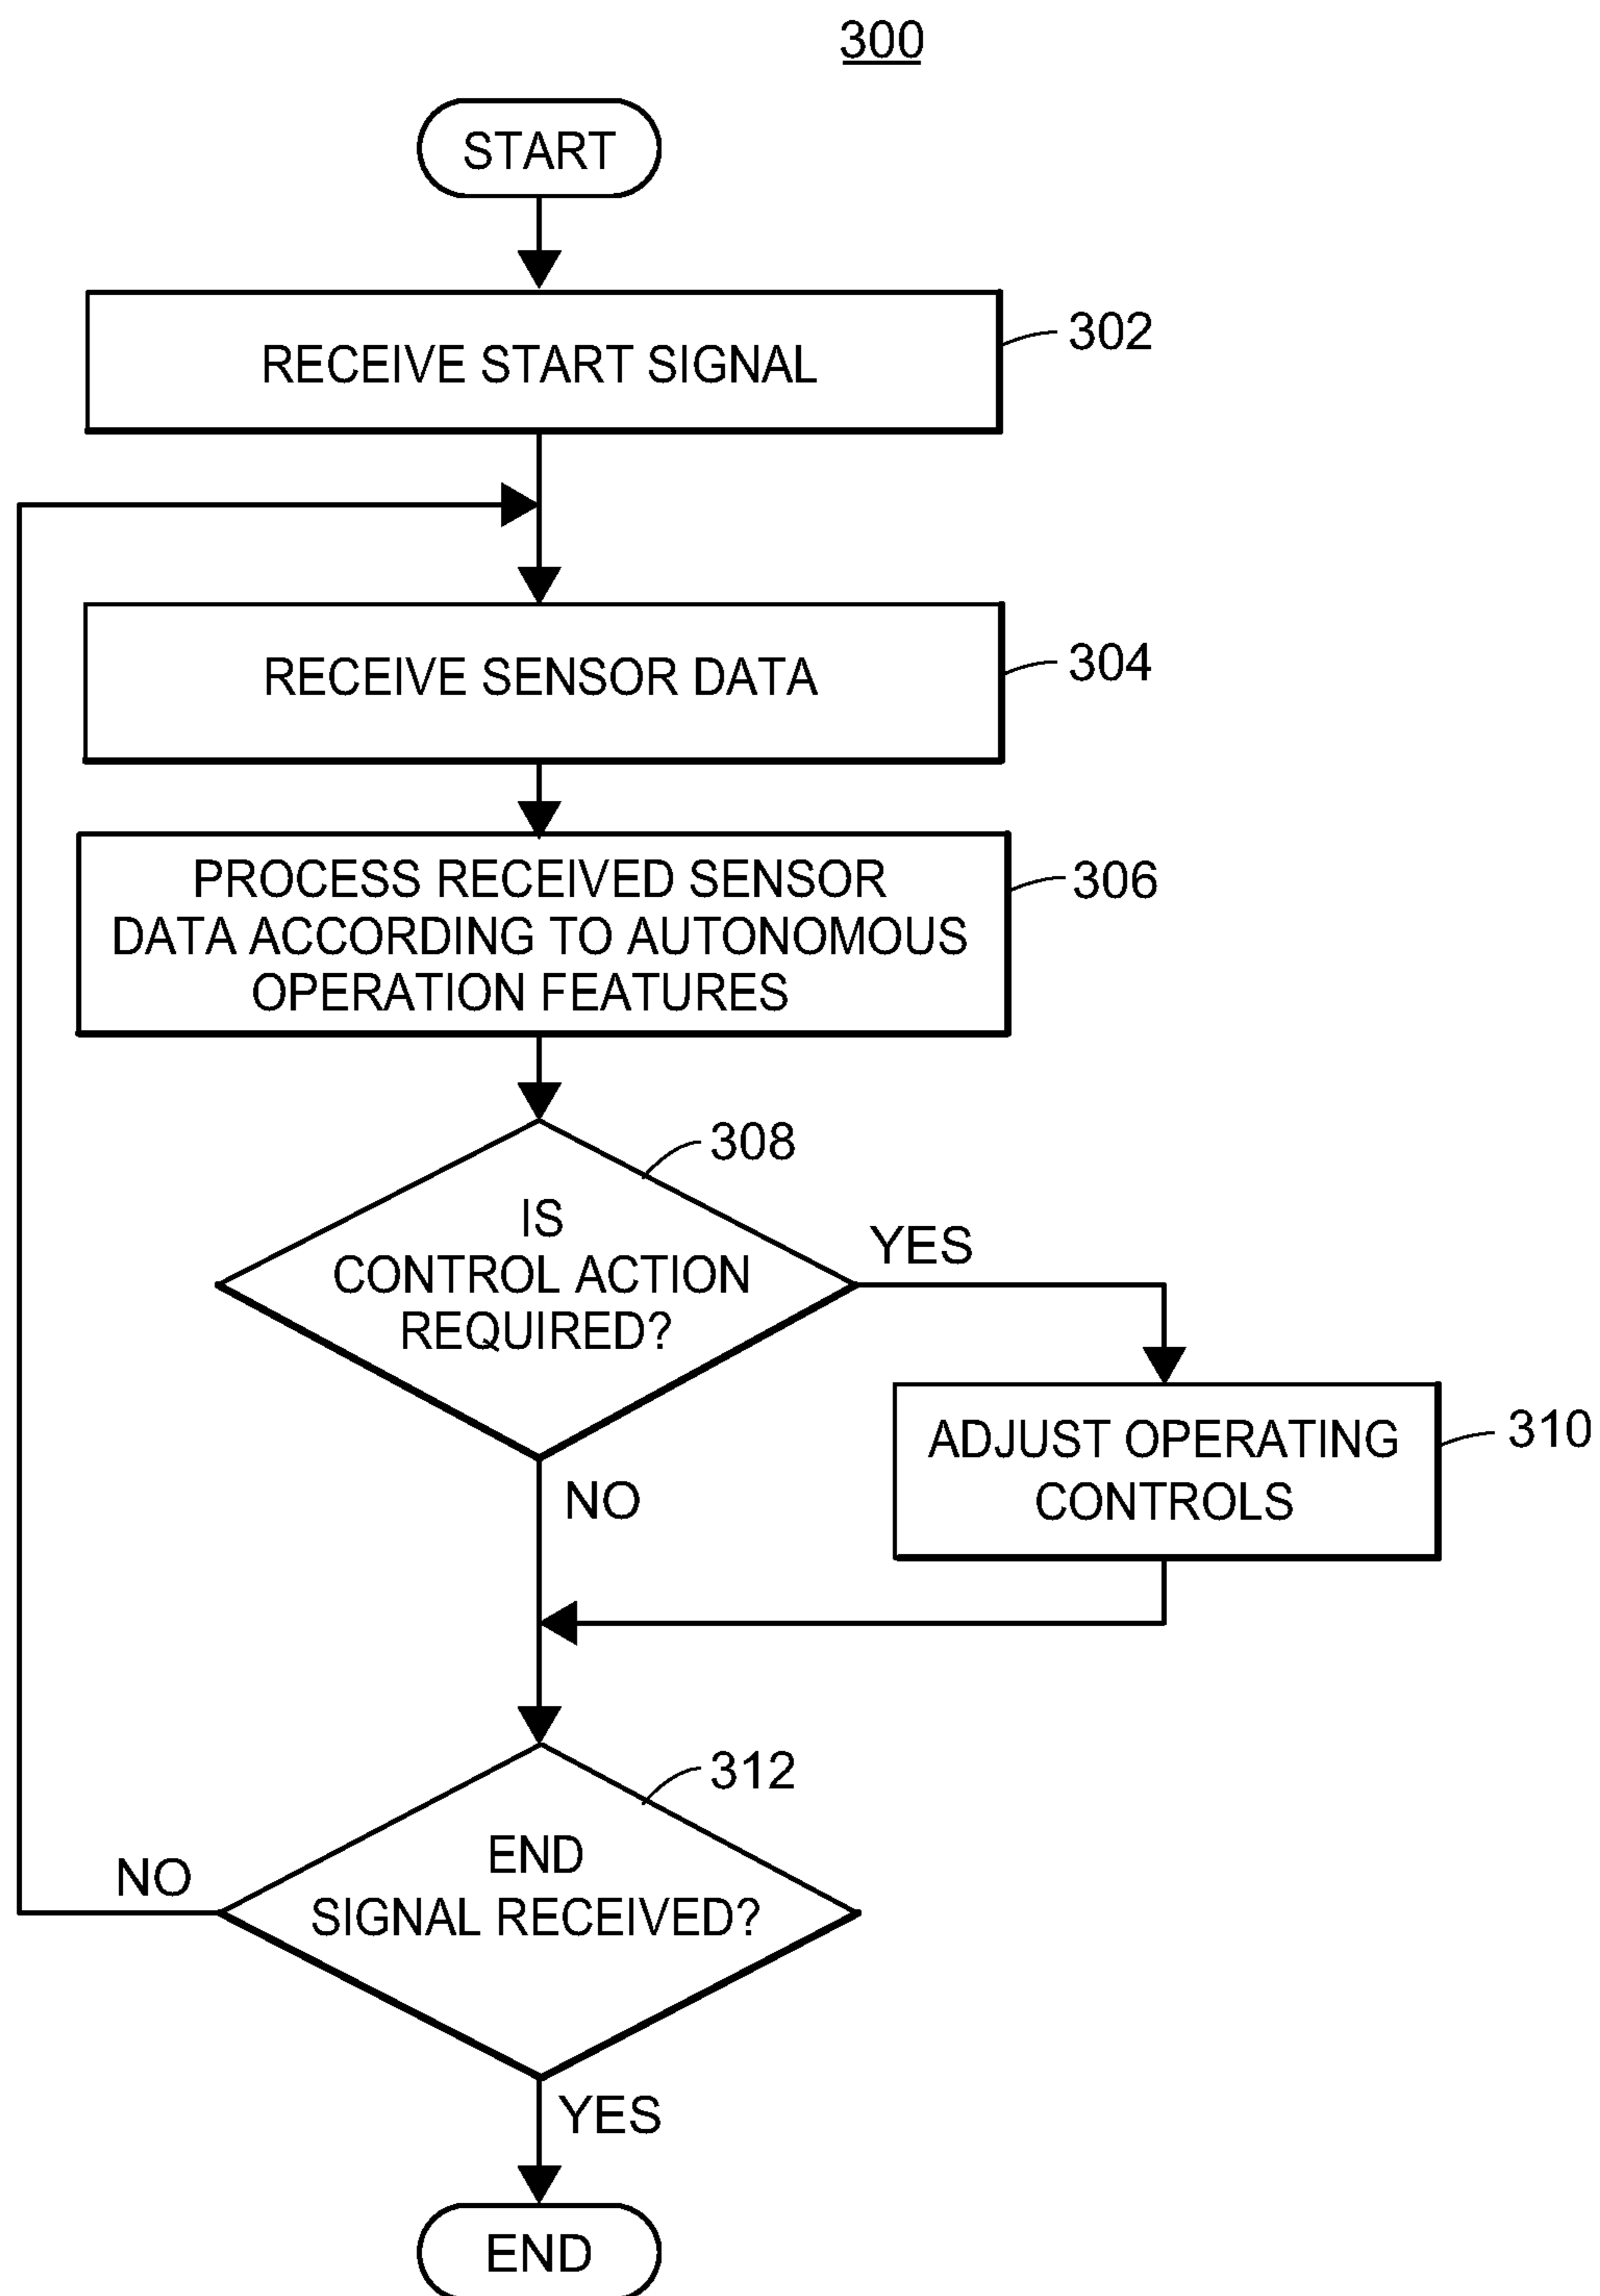 300
START
RECEIVE START SIGNAL
302
RECEIVE SENSOR DATA
304
PROCESS RECEIVED SENSOR
DATA ACCORDING TO AUTONOMOUS
OPERATION FEATURES
306
308
IS
CONTROL ACTION
REQUIRED?
YES
NO
ADJUST OPERATING
CONTROLS
310
312
END
SIGNAL RECEIVED?
NO
YES
END